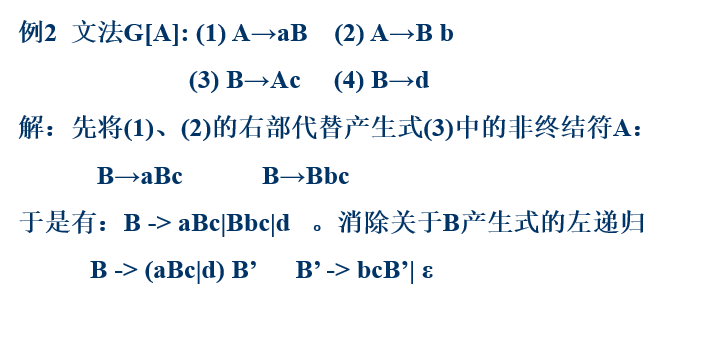 例2 文法G[A]: (1) A→aB (2) A→B b
(3) B→Ac (4) B→d
解：先将(1)、(2)的右部代替产生式(3)中的非终结符A：
B→aBc B→Bbc
于是有：B -> aBc|Bbc|d 。消除关于B产生式的左递归
B -> (aBc|d) B’ B’ -> bcB’| ε